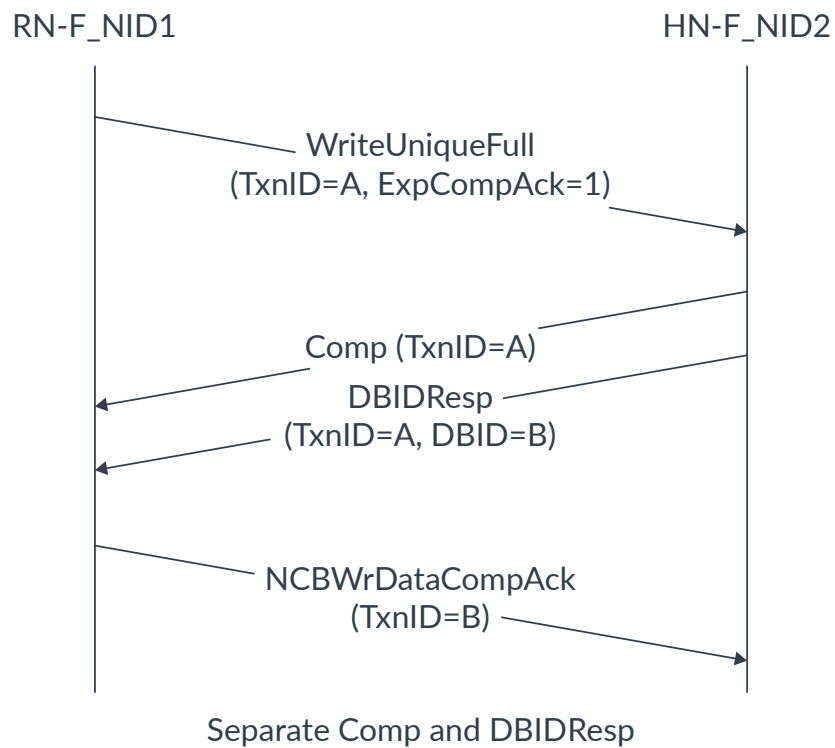 RN-F_NID1
HN-F_NID2
WriteUniqueFull
(TxnID=A, ExpCompAck=1)
Comp (TxnID=A)
DBIDResp
(TxnID=A, DBID=B)
NCBWrDataCompAck
(TxnID=B)
Separate Comp and DBIDResp